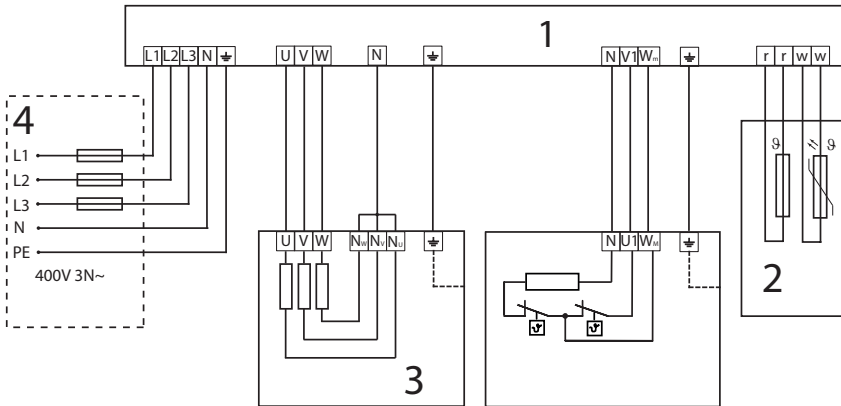 1
L1 L2 L3 N ⏚ U V W N ⏚ N V1 Wm ⏚ r r w w
4
L1
L2
L3
N
PE
400V 3N~
U V W NW NV NU ⏚
3
N U1 WM ⏚
ϑ ϑ
ϑ ϑ
2